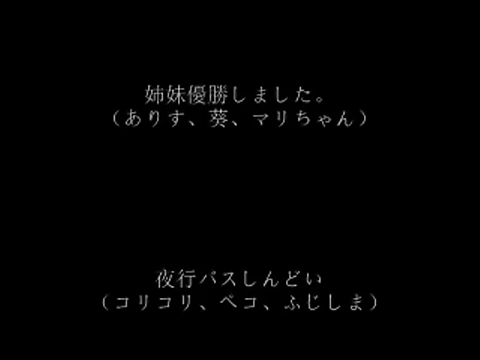 姉妹優勝しました。
（ありす、葵、マリちゃん）
夜行バスしんどい
（コリコリ、ペコ、ふじしま）